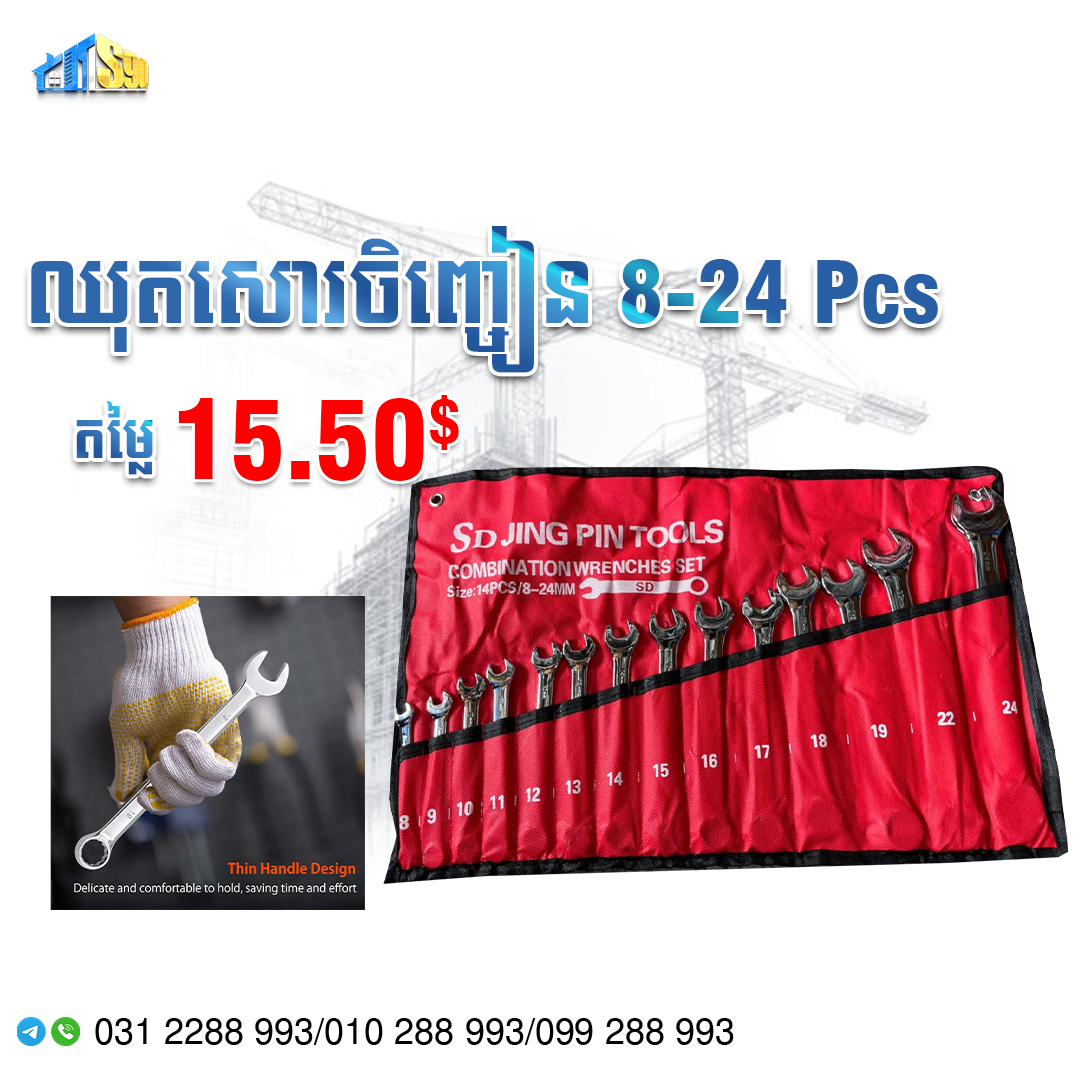 Sgo
ឈុតសោរចិញ្ចៀន 8-24 Pcs
តម្លៃ 15.50$
SD JING PIN TOOLS
COMBINATION WRENCHES SET
Size:14PCS/8-24MM SD
8 9 10 11 12 13 14 15 16 17 18 19 22 24
Thin Handle Design
Delicate and comfortable to hold, saving time and effort
031 2288 993/010 288 993/099 288 993